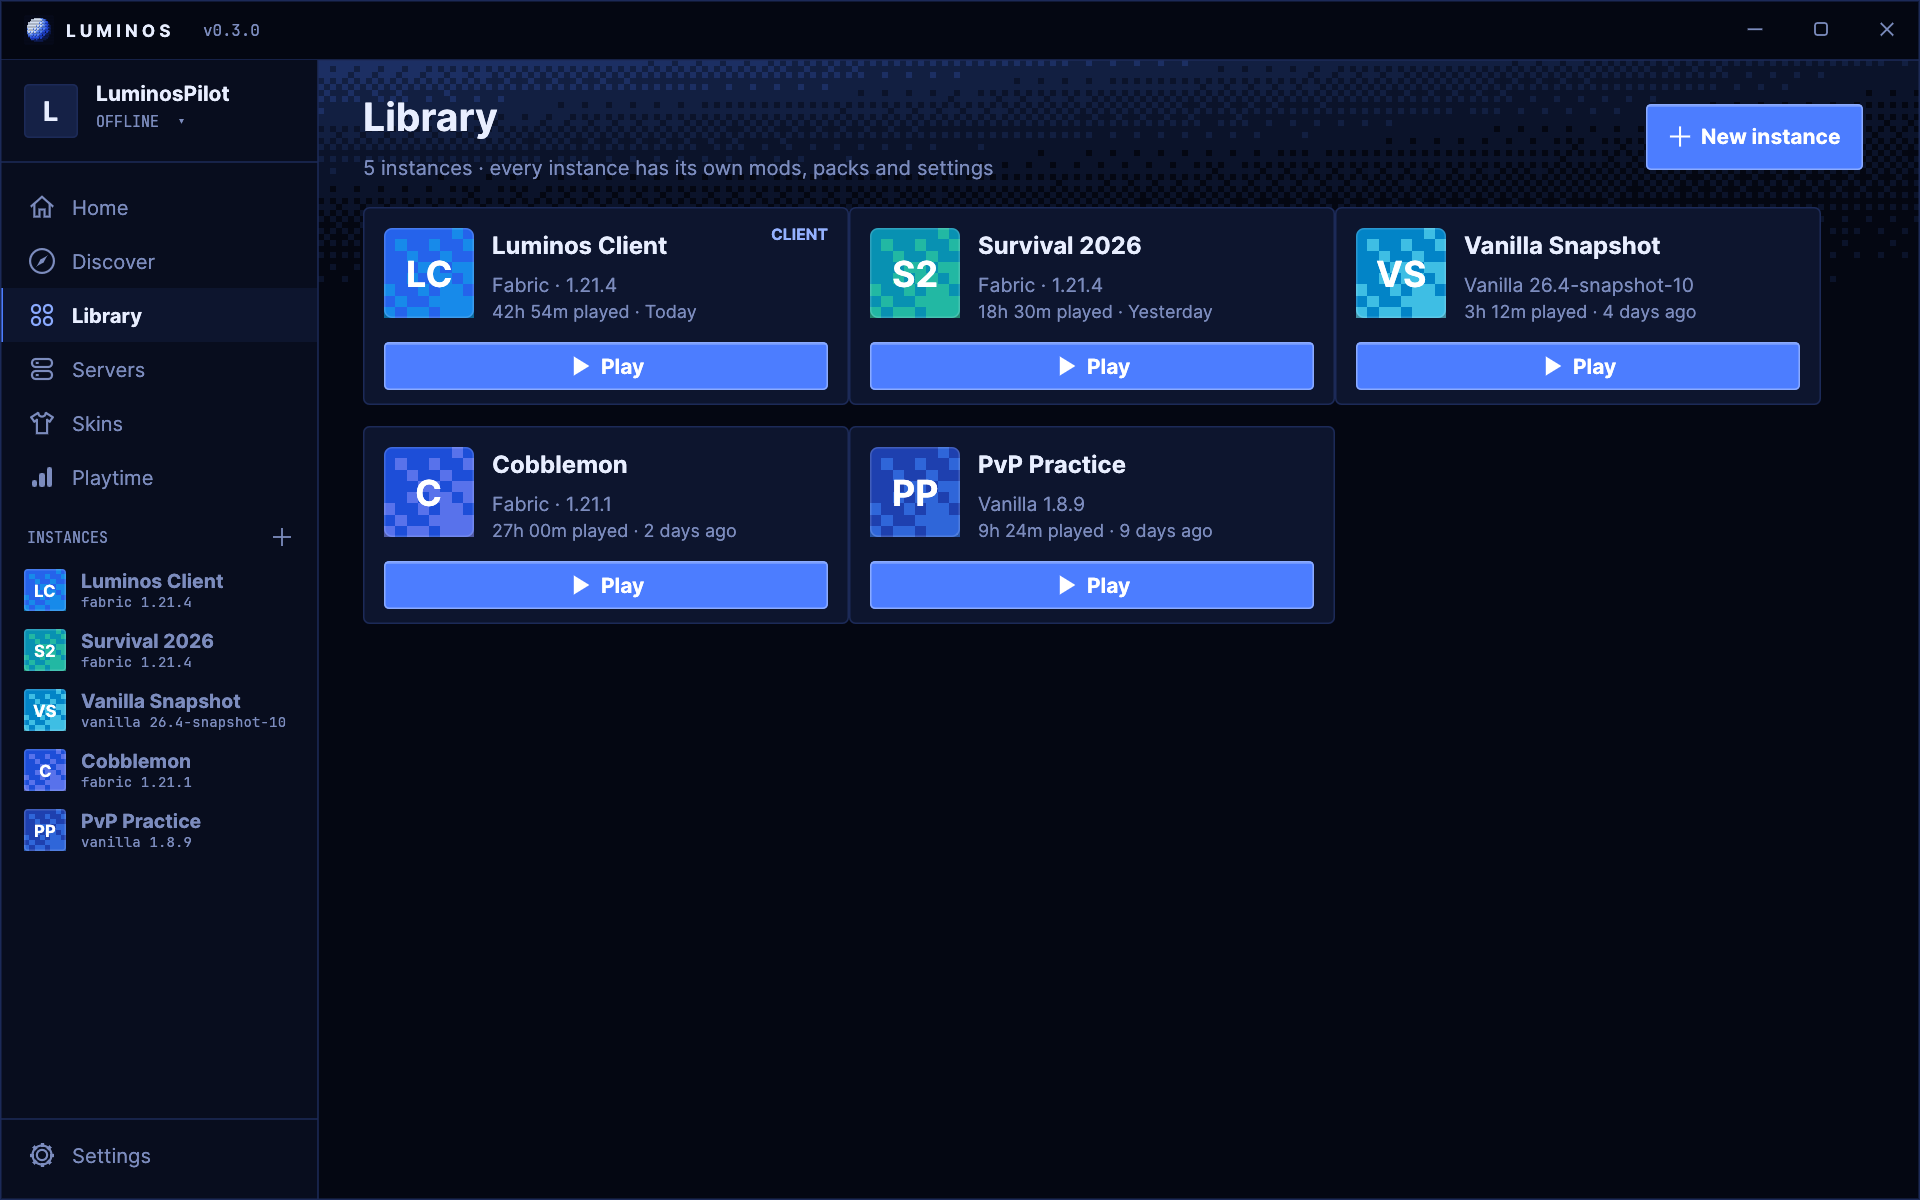 LUMINOS v0.3.0
L
LuminosPilot
OFFLINE
Home
Discover
Library
Servers
Skins
Playtime
INSTANCES
LC
Luminos Client
fabric 1.21.4
S2
Survival 2026
fabric 1.21.4
VS
Vanilla Snapshot
vanilla 26.4-snapshot-10
C
Cobblemon
fabric 1.21.1
PP
PvP Practice
vanilla 1.8.9
Settings
Library
5 instances · every instance has its own mods, packs and settings
New instance
LC
Luminos Client
CLIENT
Fabric · 1.21.4
42h 54m played · Today
Play
S2
Survival 2026
Fabric · 1.21.4
18h 30m played · Yesterday
Play
VS
Vanilla Snapshot
Vanilla 26.4-snapshot-10
3h 12m played · 4 days ago
Play
C
Cobblemon
Fabric · 1.21.1
27h 00m played · 2 days ago
Play
PP
PvP Practice
Vanilla 1.8.9
9h 24m played · 9 days ago
Play